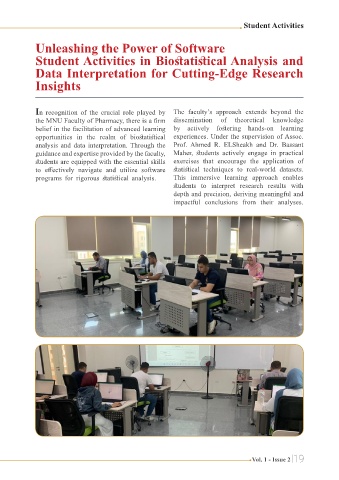 Student Activities
Unleashing the Power of Software
Student Activities in Biostatistical Analysis and
Data Interpretation for Cutting-Edge Research
Insights
In recognition of the crucial role played by
the MNU Faculty of Pharmacy, there is a firm
belief in the facilitation of advanced learning
opportunities in the realm of biostatistical
analysis and data interpretation. Through the
guidance and expertise provided by the faculty,
students are equipped with the essential skills
to effectively navigate and utilize software
programs for rigorous statistical analysis.
The faculty's approach extends beyond the
dissemination of theoretical knowledge
by actively fostering hands-on learning
experiences. Under the supervision of Assoc.
Prof. Ahmed R. ELSheakh and Dr. Bassant
Maher, students actively engage in practical
exercises that encourage the application of
statistical techniques to real-world datasets.
This immersive learning approach enables
students to interpret research results with
depth and precision, deriving meaningful and
impactful conclusions from their analyses.
Vol. 1 - Issue 2 | 19